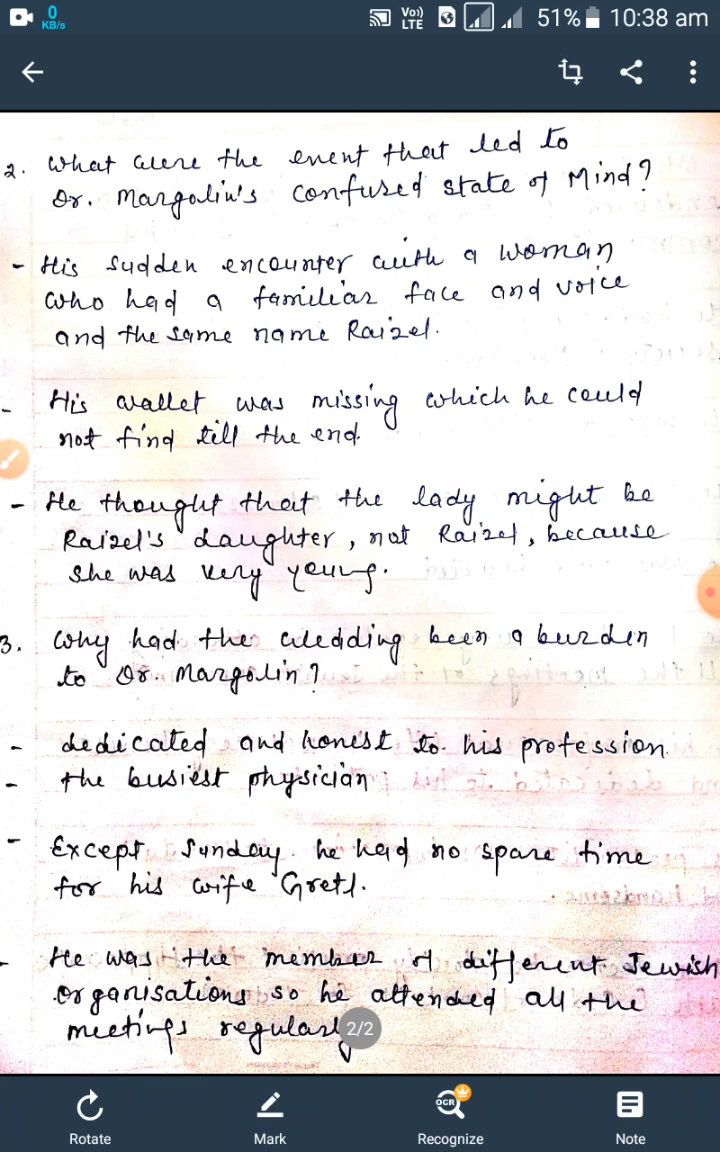 0
KB/s
Vo))
LTE
51% 10:38 am
2. What were the event that led to
Dr. Margolin's confused state of Mind?
- His sudden encounter with a woman
who had a familiar face and voice
and the same name Raizel.
- His wallet was missing which he could
not find till the end.
- He thought that the lady might be
Raizel's daughter, not Raizel, because
she was very young.
3. Why had the wedding been a burden
to Dr. Margolin?
- dedicated and honest to his profession.
- the busiest physician
- Except Sunday he had no spare time
for his wife Gretl.
- He was the member of different Jewish
organisations so he attended all the
meetings regularly
2/2
OCR
Rotate
Mark
Recognize
Note